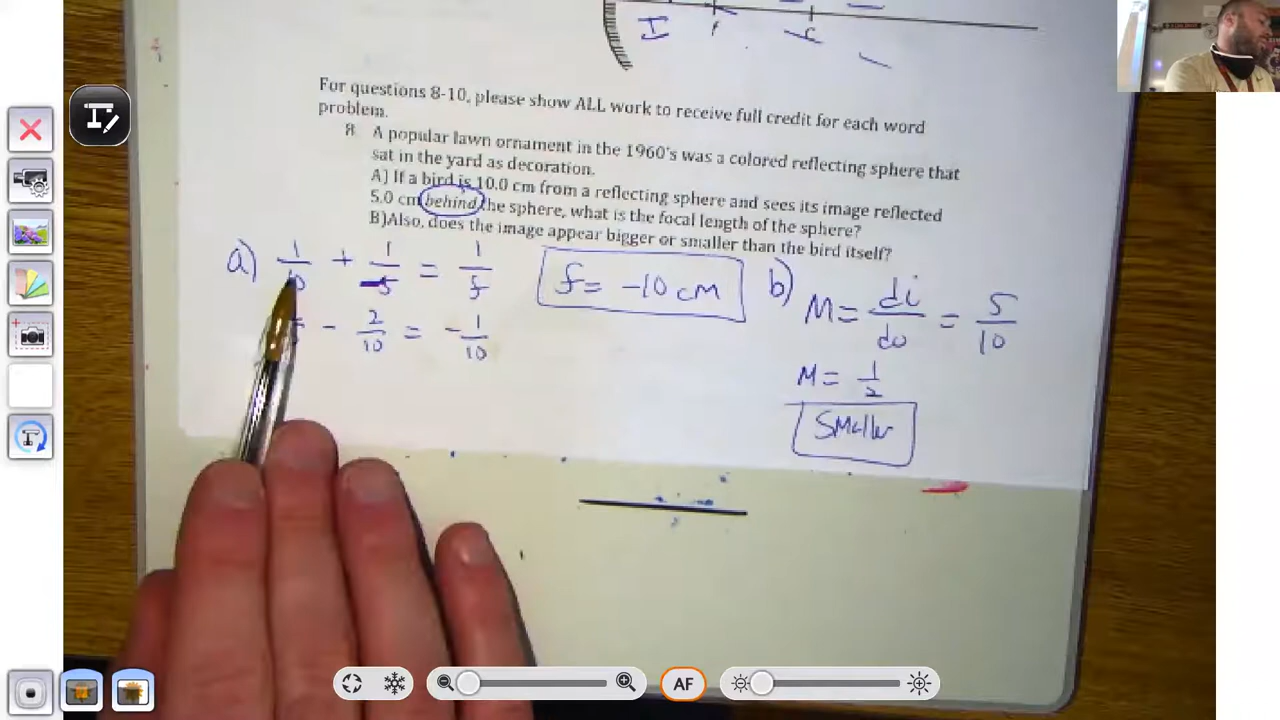 I F C
For questions 8-10, please show ALL work to receive full credit for each word
problem.
8. A popular lawn ornament in the 1960's was a colored reflecting sphere that
sat in the yard as decoration.
A) If a bird is 10.0 cm from a reflecting sphere and sees its image reflected
5.0 cm behind the sphere, what is the focal length of the sphere?
B)Also, does the image appear bigger or smaller than the bird itself?
a) 1/10 + 1/-5 = 1/f
- 2/10 = - 1/10
f = -10 cm
b) M = di/do = 5/10
M = 1/2
Smaller
AF